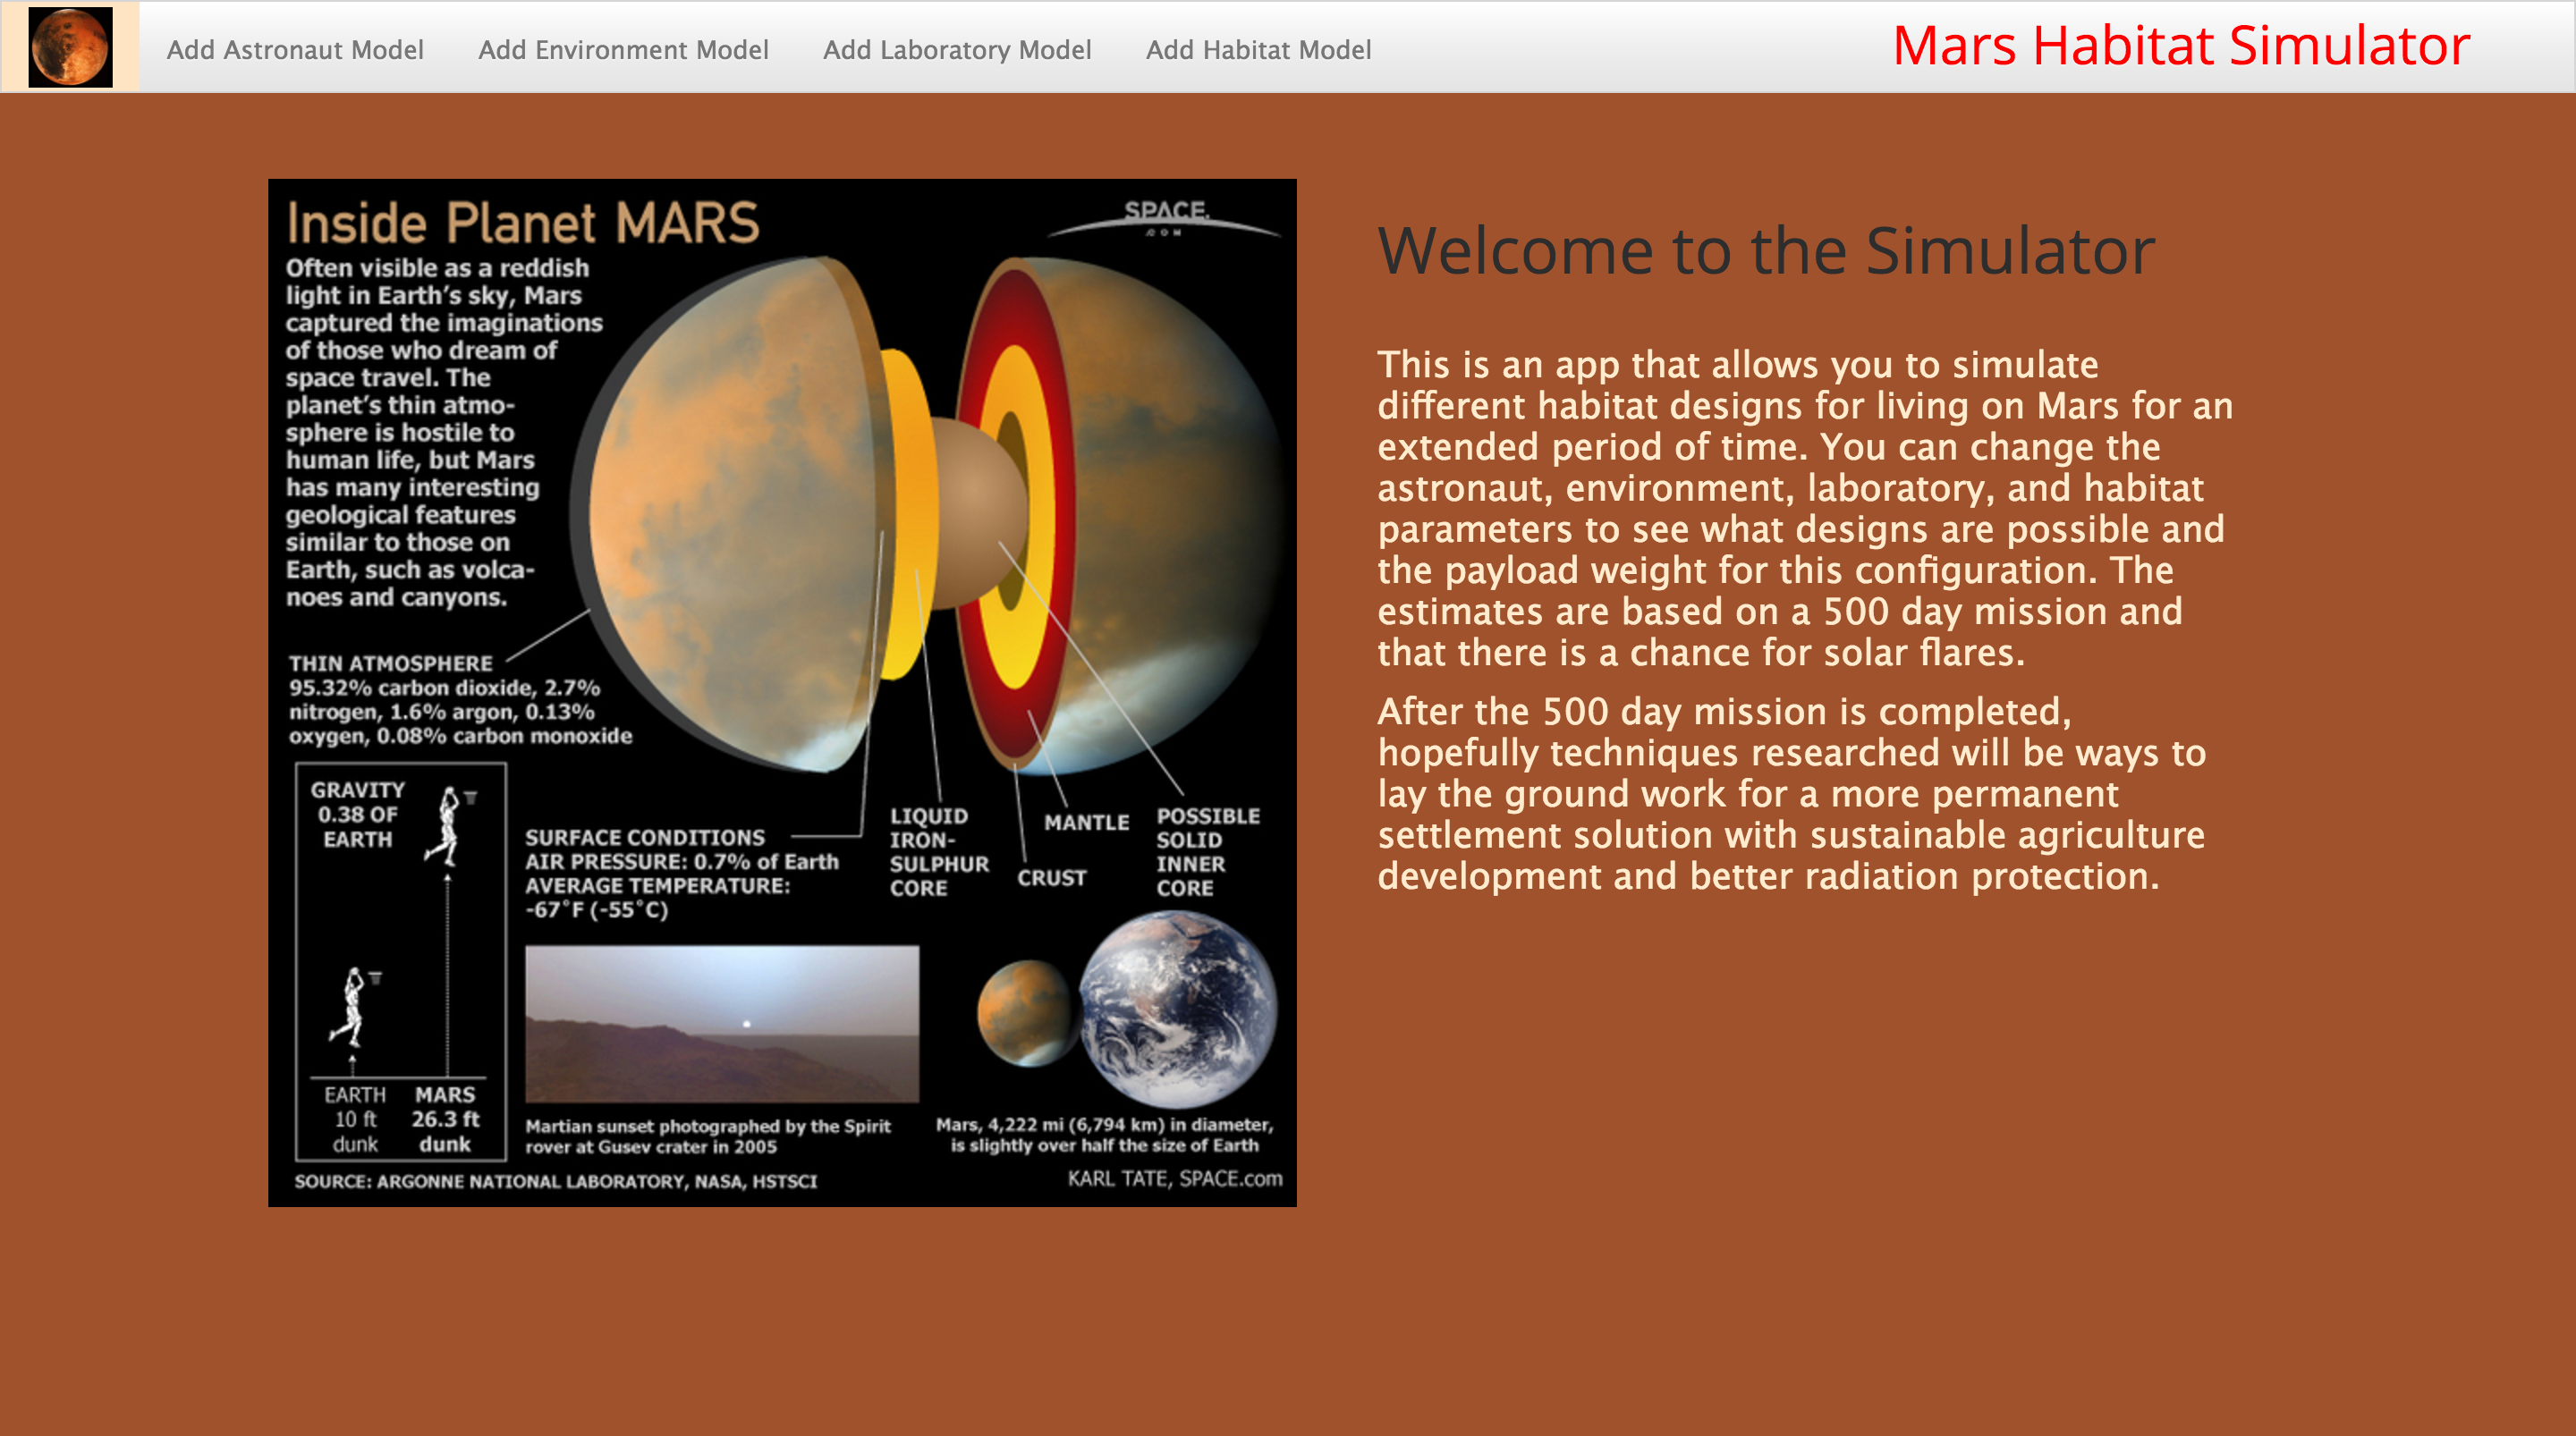 Add Astronaut Model
Add Environment Model
Add Laboratory Model
Add Habitat Model
Mars Habitat Simulator
Inside Planet MARS
SPACE.
.COM
Often visible as a reddish
light in Earth's sky, Mars
captured the imaginations
of those who dream of
space travel. The
planet's thin atmo-
sphere is hostile to
human life, but Mars
has many interesting
geological features
similar to those on
Earth, such as volca-
noes and canyons.
THIN ATMOSPHERE
95.32% carbon dioxide, 2.7%
nitrogen, 1.6% argon, 0.13%
oxygen, 0.08% carbon monoxide
GRAVITY
0.38 OF
EARTH
EARTH
10 ft
dunk
MARS
26.3 ft
dunk
SURFACE CONDITIONS
AIR PRESSURE: 0.7% of Earth
AVERAGE TEMPERATURE:
-67°F (-55°C)
LIQUID
IRON-
SULPHUR
CORE
CRUST
MANTLE
POSSIBLE
SOLID
INNER
CORE
Martian sunset photographed by the Spirit
rover at Gusev crater in 2005
Mars, 4,222 mi (6,794 km) in diameter,
is slightly over half the size of Earth
SOURCE: ARGONNE NATIONAL LABORATORY, NASA, HSTSCI
KARL TATE, SPACE.com
Welcome to the Simulator
This is an app that allows you to simulate
different habitat designs for living on Mars for an
extended period of time. You can change the
astronaut, environment, laboratory, and habitat
parameters to see what designs are possible and
the payload weight for this configuration. The
estimates are based on a 500 day mission and
that there is a chance for solar flares.
After the 500 day mission is completed,
hopefully techniques researched will be ways to
lay the ground work for a more permanent
settlement solution with sustainable agriculture
development and better radiation protection.